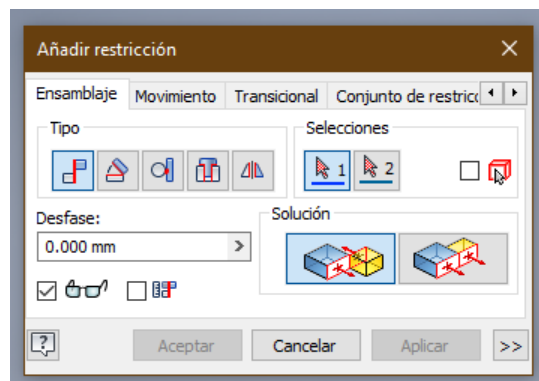 Añadir restricción
Ensamblaje Movimiento Transicional Conjunto de restricc
Tipo
Selecciones
1 2
Desfase:
0.000 mm
Solución
Aceptar Cancelar Aplicar >>